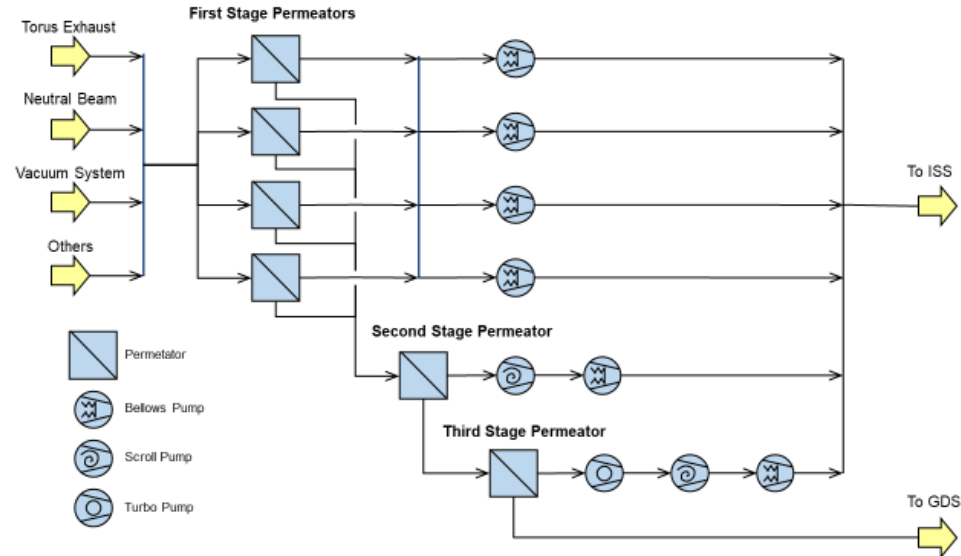 First Stage Permeators
Torus Exhaust
Neutral Beam
Vacuum System
Others
To ISS
Second Stage Permeator
Permetator
Bellows Pump
Third Stage Permeator
Scroll Pump
Turbo Pump
To GDS